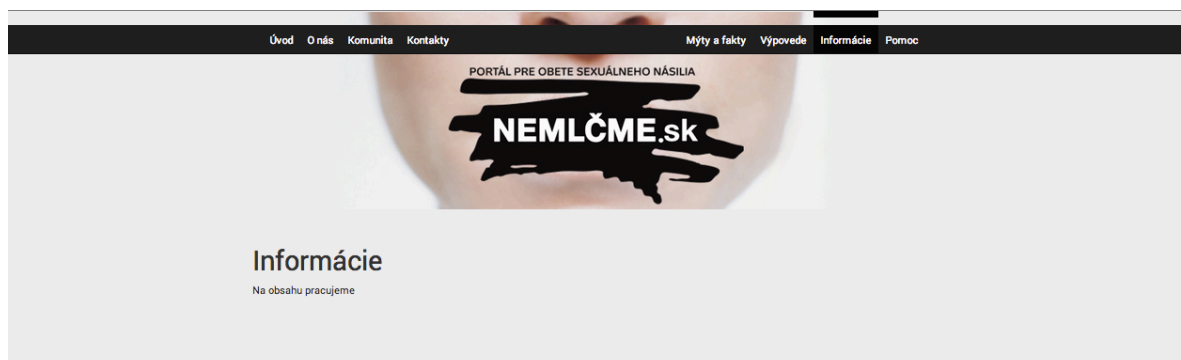 Úvod O nás Komunita Kontakty Mýty a fakty Výpovede Informácie Pomoc
PORTÁL PRE OBETE SEXUÁLNEHO NÁSILIA
NEMLČME.sk
Informácie
Na obsahu pracujeme